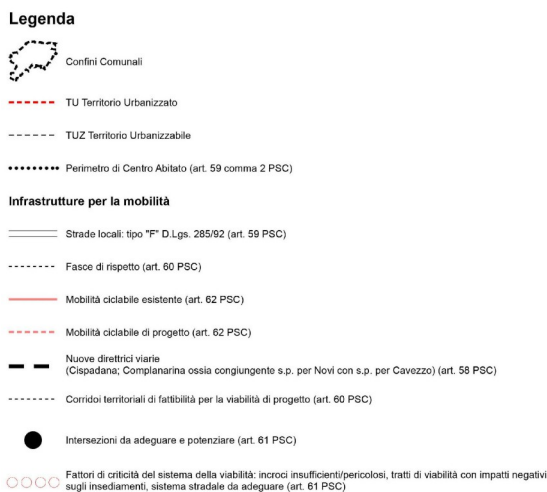 Legenda
Confini Comunali
TU Territorio Urbanizzato
TUZ Territorio Urbanizzabile
Perimetro di Centro Abitato (art. 59 comma 2 PSC)
Infrastrutture per la mobilità
Strade locali: tipo "F" D.Lgs. 285/92 (art. 59 PSC)
Fasce di rispetto (art. 60 PSC)
Mobilità ciclabile esistente (art. 62 PSC)
Mobilità ciclabile di progetto (art. 62 PSC)
Nuove direttrici viarie
(Cispadana; Complanarina ossia congiungente s.p. per Novi con s.p. per Cavezzo) (art. 58 PSC)
Corridoi territoriali di fattibilità per la viabilità di progetto (art. 60 PSC)
Intersezioni da adeguare e potenziare (art. 61 PSC)
Fattori di criticità del sistema della viabilità: incroci insufficienti/pericolosi, tratti di viabilità con impatti negativi
sugli insediamenti, sistema stradale da adeguare (art. 61 PSC)